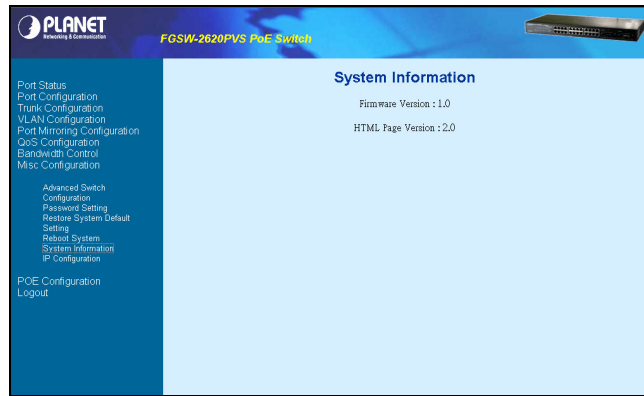 PLANET
Networking & Communication
FGSW-2620PVS PoE Switch
Port Status
Port Configuration
Trunk Configuration
VLAN Configuration
Port Mirroring Configuration
QoS Configuration
Bandwidth Control
Misc Configuration
Advanced Switch
Configuration
Password Setting
Restore System Default
Setting
Reboot System
System Information
IP Configuration
POE Configuration
Logout
System Information
Firmware Version : 1.0
HTML Page Version : 2.0